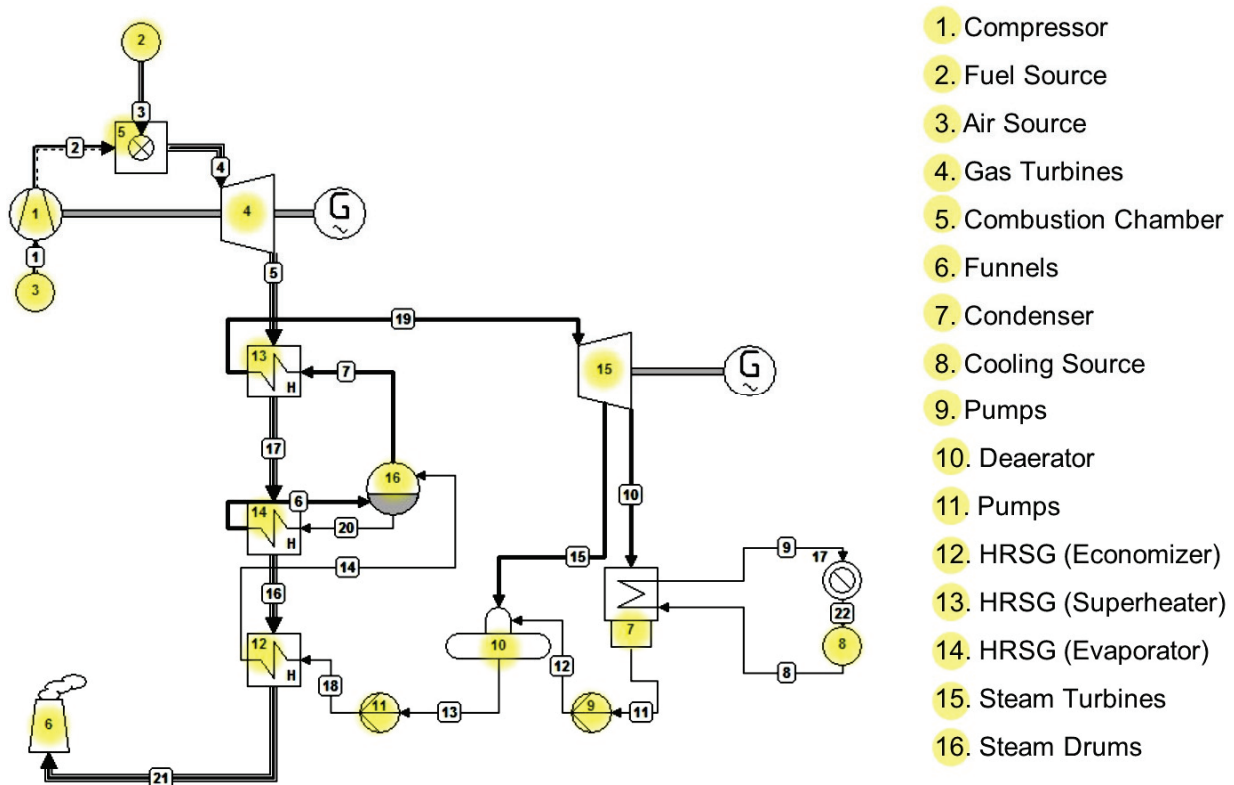 2
3
5
2
4
1
4
G
~
1
3
5
19
13
H
7
15
G
~
17
16
6
14
H
20
10
14
15
9
17
16
22
7
8
12
H
10
12
8
18
11
13
9
11
6
21
1. Compressor
2. Fuel Source
3. Air Source
4. Gas Turbines
5. Combustion Chamber
6. Funnels
7. Condenser
8. Cooling Source
9. Pumps
10. Deaerator
11. Pumps
12. HRSG (Economizer)
13. HRSG (Superheater)
14. HRSG (Evaporator)
15. Steam Turbines
16. Steam Drums